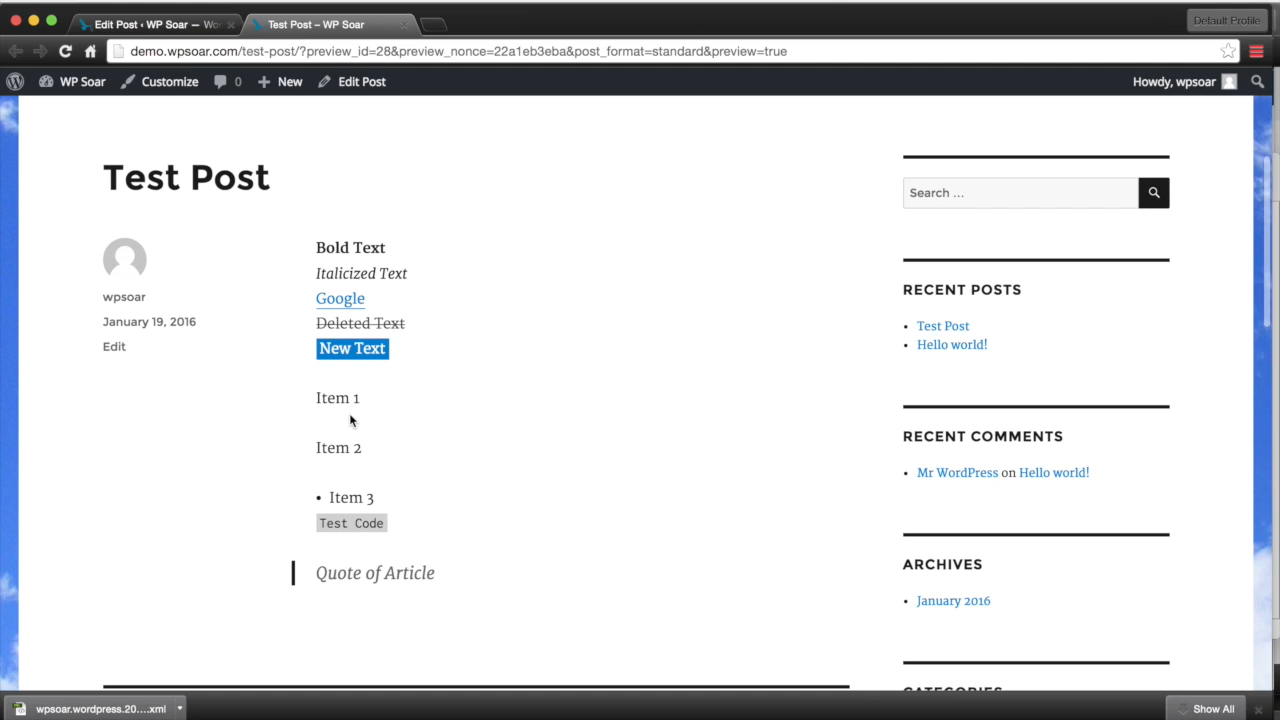 Edit Post ‹ WP Soar — Wo
Test Post – WP Soar
Default Profile
demo.wpsoar.com/test-post/?preview_id=28&preview_nonce=22a1eb3eba&post_format=standard&preview=true
WP Soar
Customize
0
New
Edit Post
Howdy, wpsoar
Test Post
wpsoar
January 19, 2016
Edit
Bold Text
Italicized Text
Google
Deleted Text
New Text
Item 1
Item 2
• Item 3
Test Code
Quote of Article
Search …
RECENT POSTS
• Test Post
• Hello world!
RECENT COMMENTS
• Mr WordPress on Hello world!
ARCHIVES
• January 2016
CATEGORIES
wpsoar.wordpress.20....xml
Show All